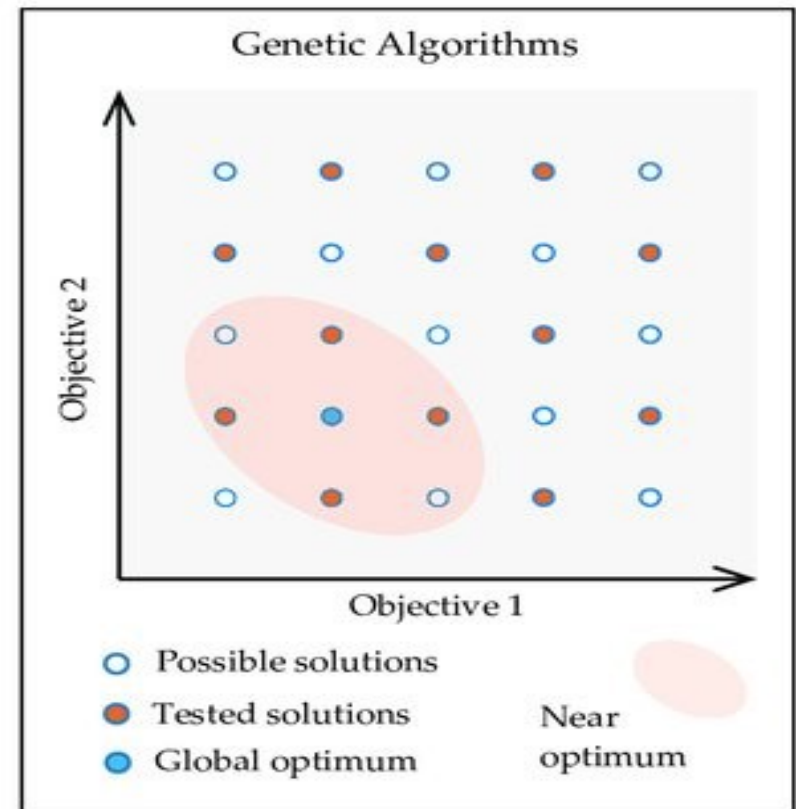 Genetic Algorithms
Objective 2
Objective 1
Possible solutions
Tested solutions
Global optimum
Near
optimum